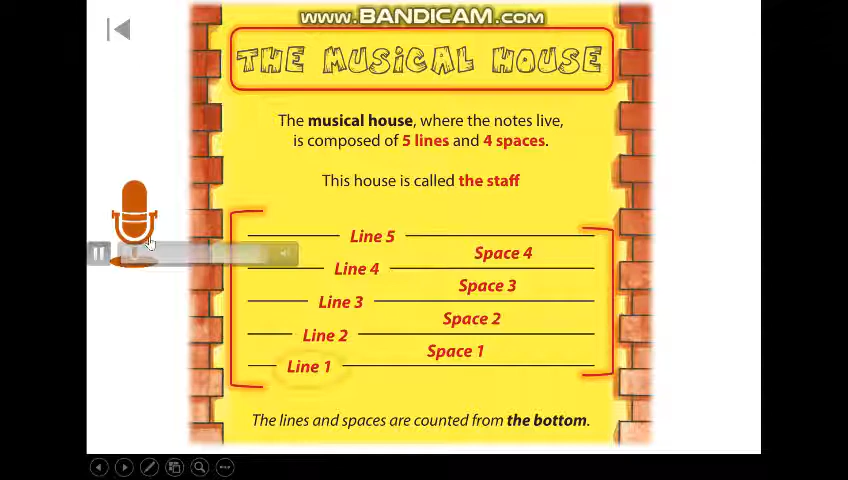 www.BANDICAM.com
THE MUSICAL HOUSE
The musical house, where the notes live,
is composed of 5 lines and 4 spaces.
This house is called the staff
Line 5
Space 4
Line 4
Space 3
Line 3
Space 2
Line 2
Space 1
Line 1
The lines and spaces are counted from the bottom.